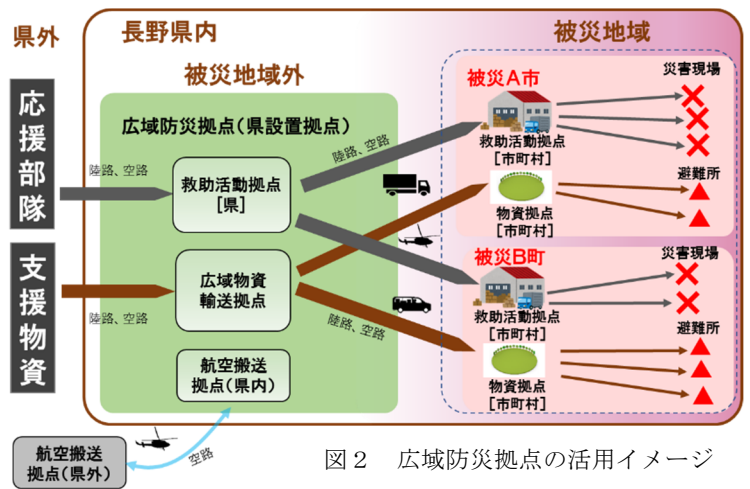 県外
長野県内
被災地域
被災地域外
応援部隊
支援物資
広域防災拠点(県設置拠点)
陸路、空路
救助活動拠点
[県]
陸路、空路
広域物資
輸送拠点
陸路、空路
陸路、空路
航空搬送
拠点(県内)
空路
航空搬送
拠点(県外)
被災A市
救助活動拠点
[市町村]
災害現場
物資拠点
[市町村]
避難所
被災B町
救助活動拠点
[市町村]
災害現場
物資拠点
[市町村]
避難所
図2 広域防災拠点の活用イメージ